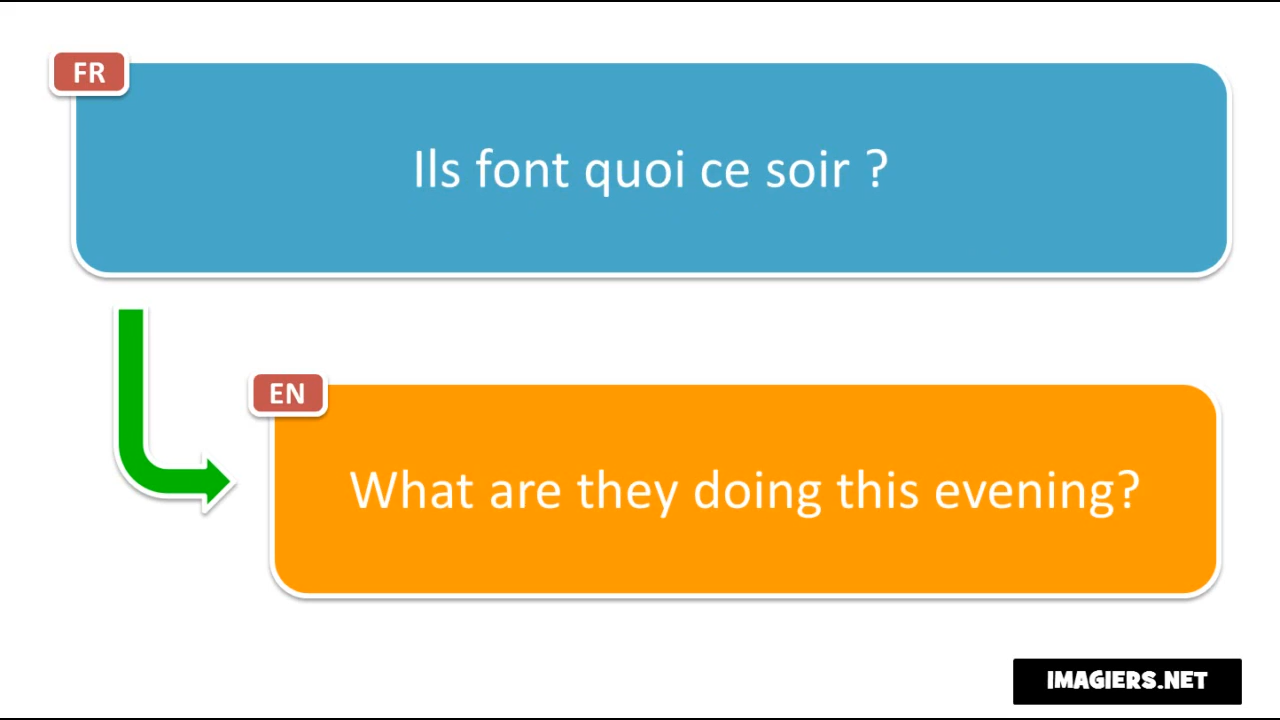 FR
Ils font quoi ce soir ?
EN
What are they doing this evening?
IMAGIERS.NET